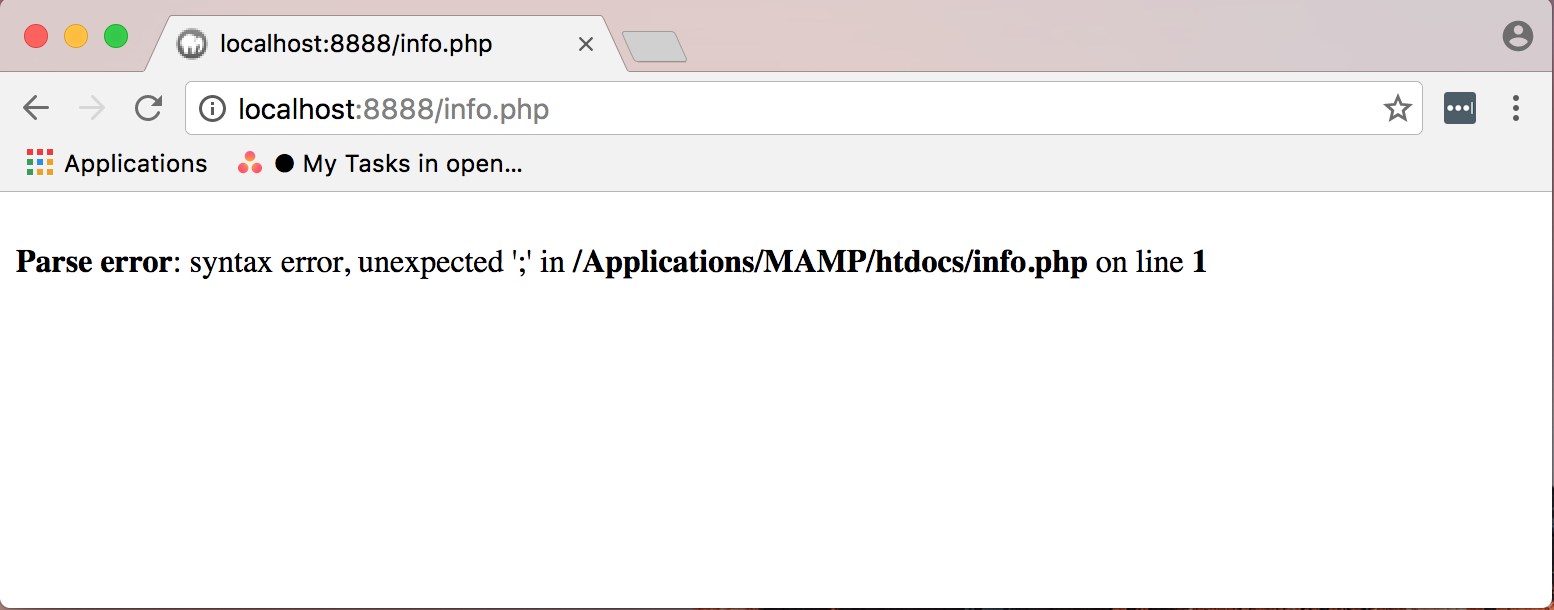 localhost:8888/info.php
localhost:8888/info.php
Applications ● My Tasks in open...
Parse error: syntax error, unexpected ';' in /Applications/MAMP/htdocs/info.php on line 1